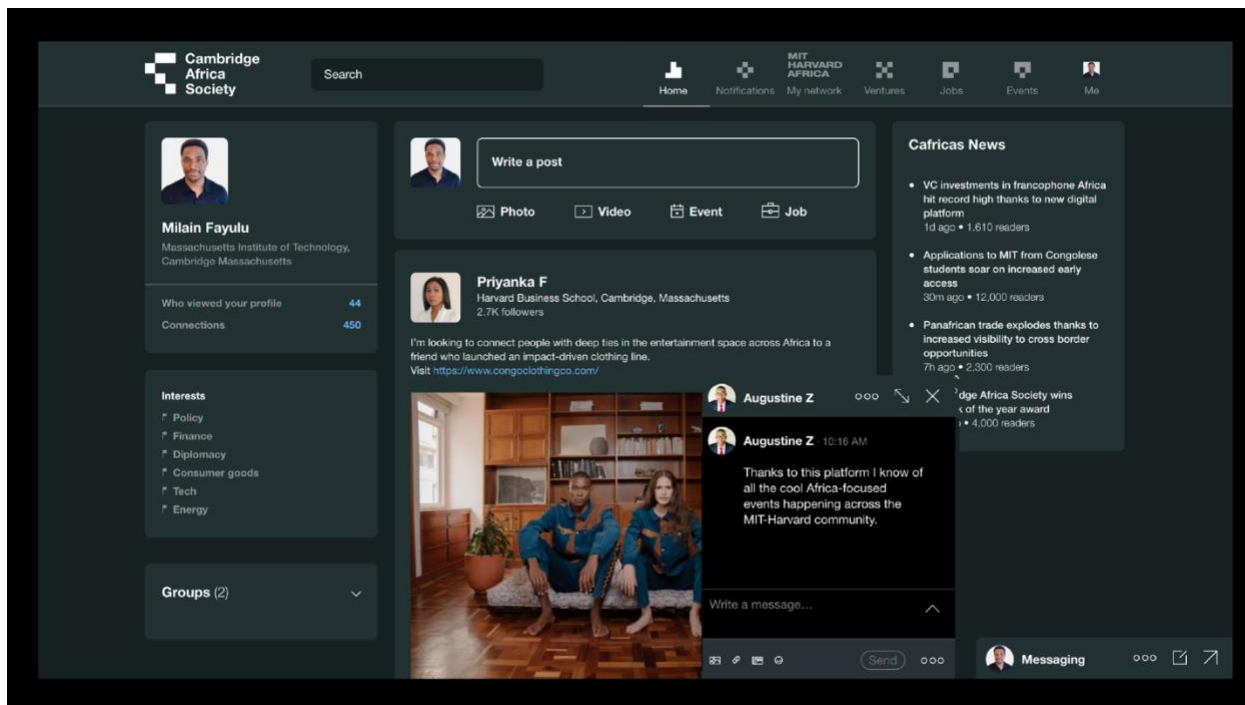 Cambridge
Africa
Society
Search
Home
Notifications
MIT
HARVARD
AFRICA
My network
Ventures
Jobs
Events
Me
Milain Fayulu
Massachusetts Institute of Technology,
Cambridge Massachusetts
Who viewed your profile 44
Connections 450
Interests
Policy
Finance
Diplomacy
Consumer goods
Tech
Energy
Groups (2)
Write a post
Photo
Video
Event
Job
Priyanka F
Harvard Business School, Cambridge, Massachusetts
2.7K followers
I'm looking to connect people with deep ties in the entertainment space across Africa to a
friend who launched an impact-driven clothing line.
Visit https://www.congoclothingco.com/
Cafricas News
• VC investments in francophone Africa
hit record high thanks to new digital
platform
1d ago • 1,610 readers
• Applications to MIT from Congolese
students soar on increased early
access
30m ago • 12,000 readers
• Panafrican trade explodes thanks to
increased visibility to cross border
opportunities
7h ago • 2,300 readers
dge Africa Society wins
k of the year award
• 4,000 readers
Augustine Z
Augustine Z · 10:16 AM
Thanks to this platform I know of
all the cool Africa-focused
events happening across the
MIT-Harvard community.
Write a message...
Send
Messaging